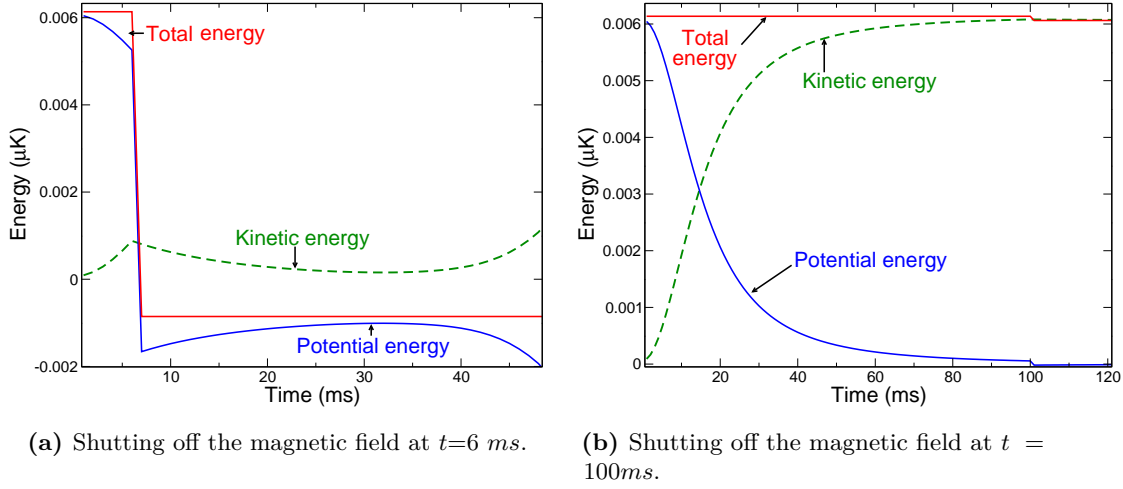 0.006
0.004
0.002
0
-0.002
Energy (µK)
Total energy
Kinetic energy
Potential energy
10 20 30 40
Time (ms)
0.006
0.005
0.004
0.003
0.002
0.001
0
Energy (µK)
Total
energy
Kinetic energy
Potential energy
20 40 60 80 100 120
Time (ms)
(a) Shutting off the magnetic field at t=6 ms.
(b) Shutting off the magnetic field at t =
100ms.